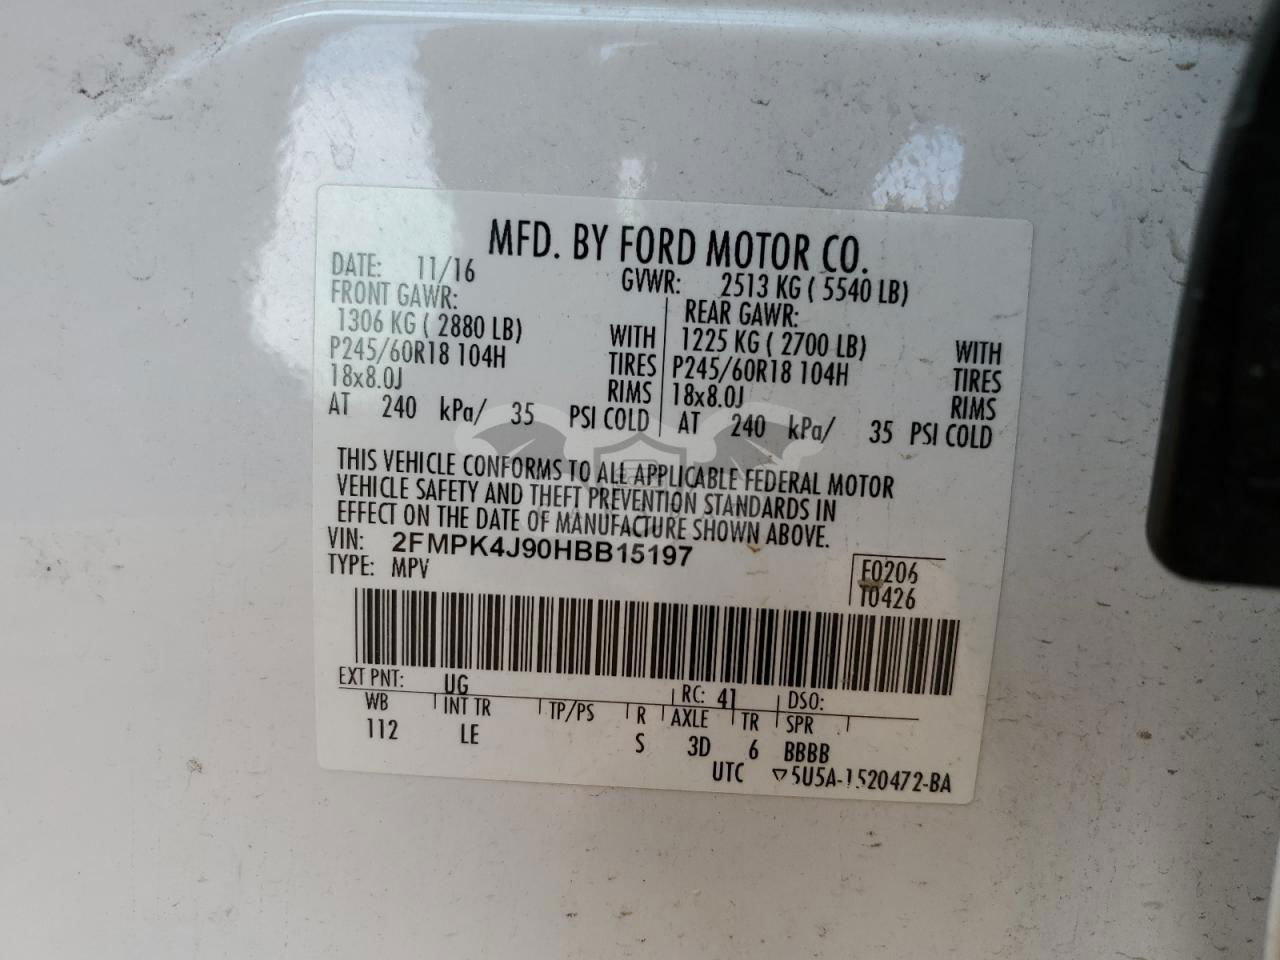 MFD. BY FORD MOTOR CO.
DATE: 11/16 GVWR: 2513 KG ( 5540 LB)
FRONT GAWR: REAR GAWR:
1306 KG ( 2880 LB) WITH 1225 KG ( 2700 LB) WITH
P245/60R18 104H TIRES P245/60R18 104H TIRES
18x8.0J RIMS 18x8.0J RIMS
AT 240 kPa/ 35 PSI COLD AT 240 kPa/ 35 PSI COLD
THIS VEHICLE CONFORMS TO ALL APPLICABLE FEDERAL MOTOR
VEHICLE SAFETY AND THEFT PREVENTION STANDARDS IN
EFFECT ON THE DATE OF MANUFACTURE SHOWN ABOVE.
VIN: 2FMPK4J90HBB15197
TYPE: MPV F0206
T0426
EXT PNT: UG RC: 41 DSO:
WB INT TR TP/PS R AXLE TR SPR
112 LE S 3D 6 BBBB
UTC ▽5U5A-1520472-BA